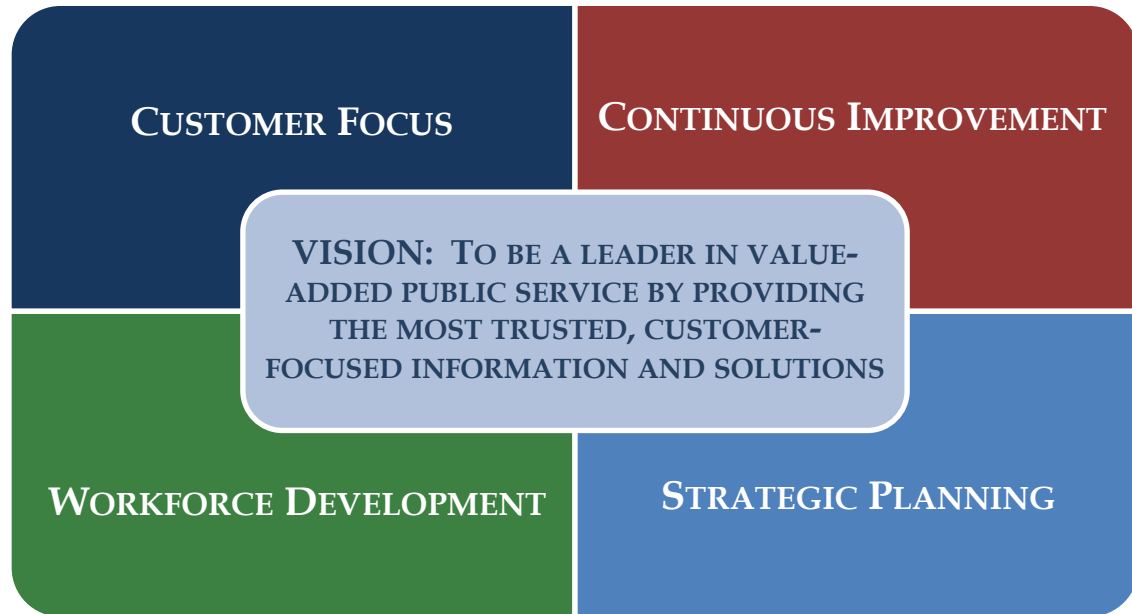 CUSTOMER FOCUS
CONTINUOUS IMPROVEMENT
VISION: TO BE A LEADER IN VALUE-
ADDED PUBLIC SERVICE BY PROVIDING
THE MOST TRUSTED, CUSTOMER-
FOCUSED INFORMATION AND SOLUTIONS
WORKFORCE DEVELOPMENT
STRATEGIC PLANNING